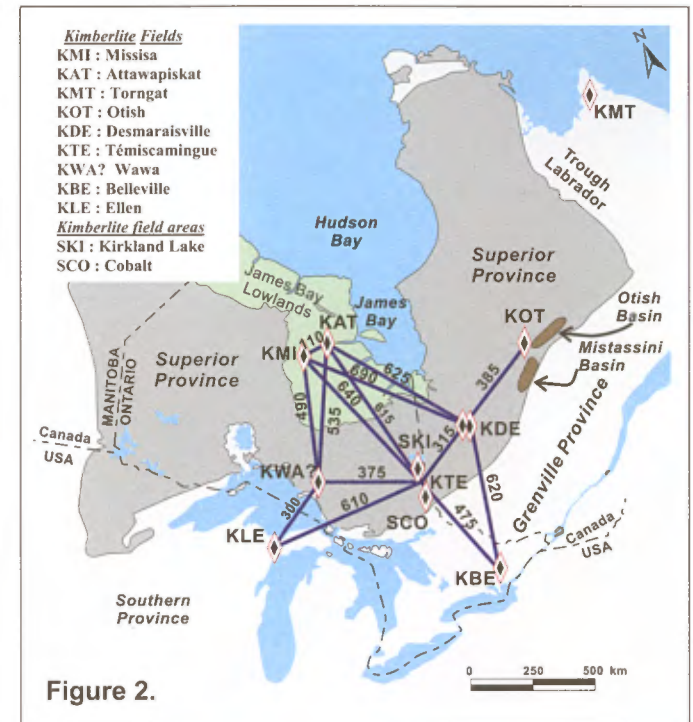 Kimberlite Fields
KMI : Missisa
KAT : Attawapiskat
KMT : Torngat
KOT : Otish
KDE : Desmaraisville
KTE : Témiscamingue
KWA? Wawa
KBE : Belleville
KLE : Ellen
Kimberlite field areas
SKI : Kirkland Lake
SCO : Cobalt
N
KMT
Trough
Labrador
Hudson
Bay
Superior
Province
James Bay
Lowlands
James
Bay
KAT
KOT
Otish
Basin
Mistassini
Basin
KMI
110
Superior
Province
MANITOBA
ONTARIO
625
690
640
615
385
490
535
SKI
315
KDE
Canada
USA
KWA?
375
KTE
620
Grenville Province
300
610
SCO
475
KLE
KBE
Canada
USA
Southern
Province
0 250 500 km
Figure 2.